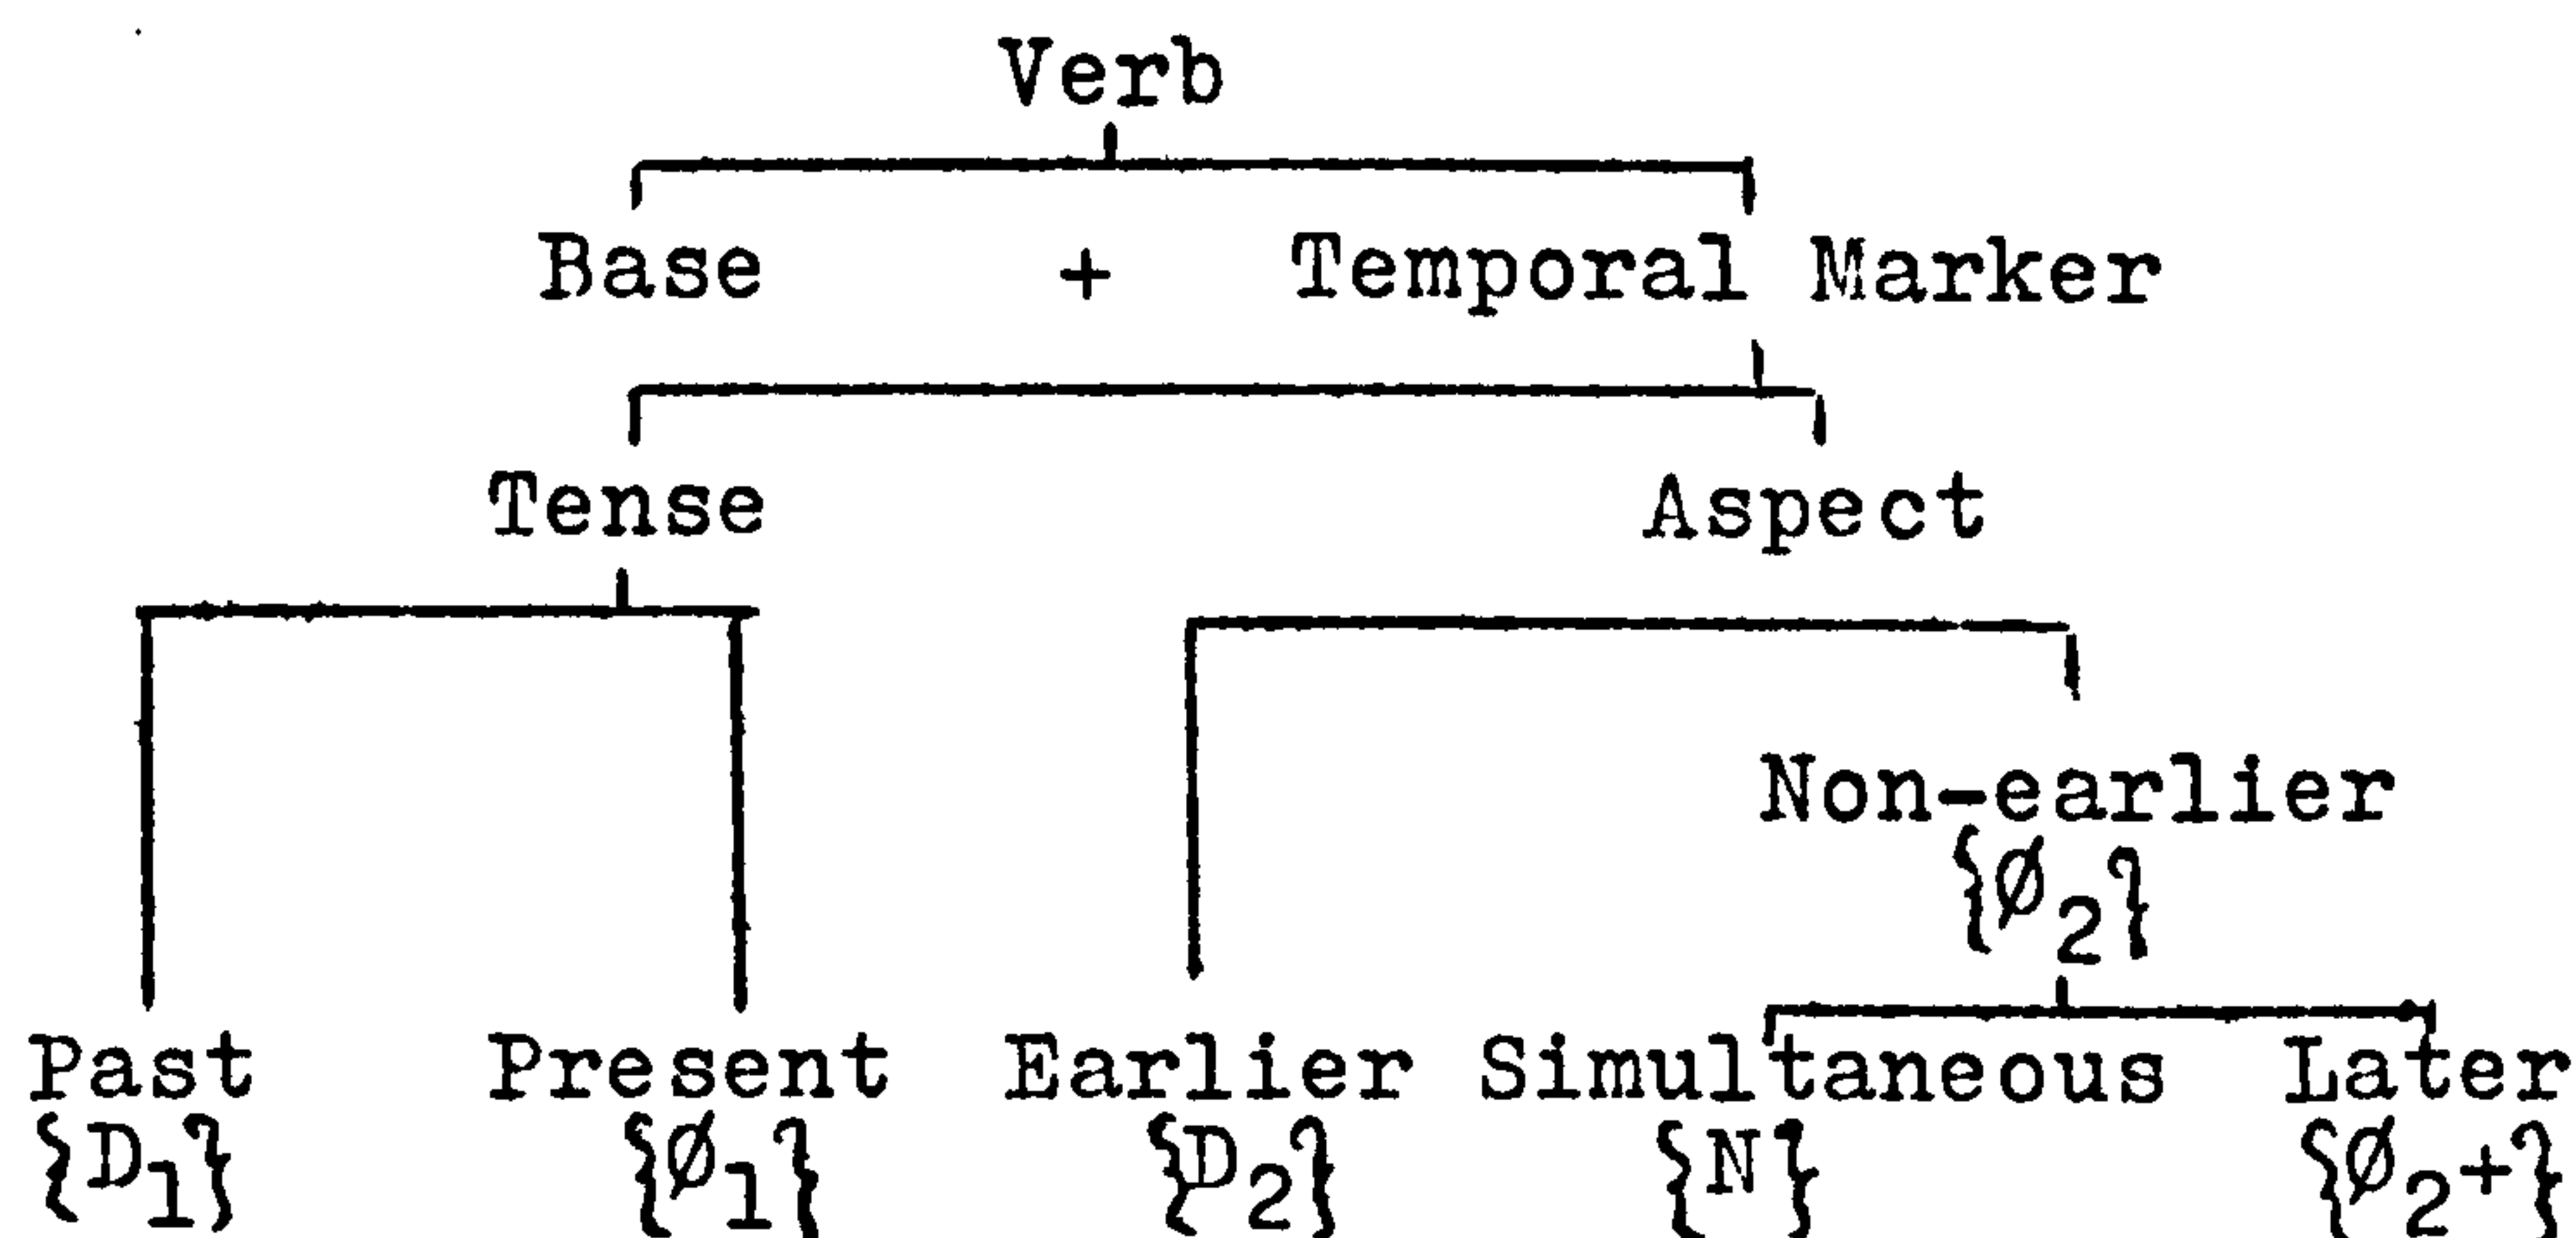 Verb
Base + Temporal Marker
Tense Aspect
Non-earlier
{Ø2}
Past Present Earlier Simultaneous Later
{D1} {Ø1} {D2} {N} {Ø2+}